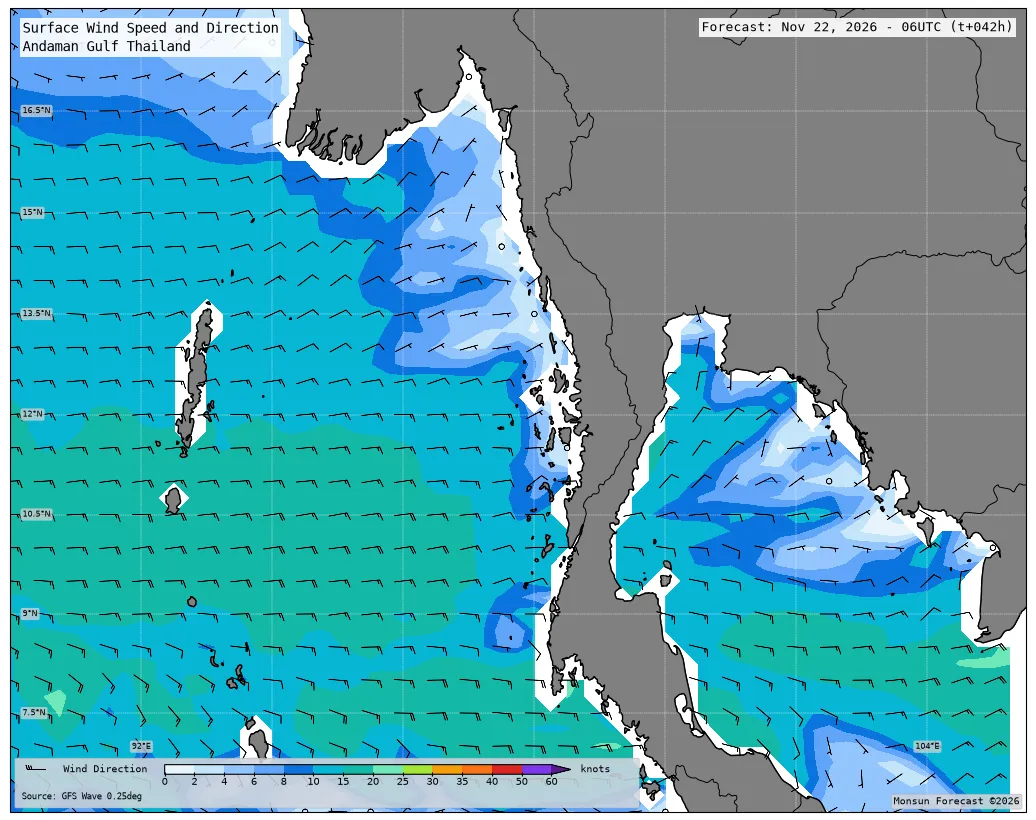 Surface Wind Speed and Direction
Andaman Gulf Thailand
Forecast: Nov 22, 2026 - 06UTC (t+042h)
16.5°N
15°N
13.5°N
12°N
10.5°N
9°N
7.5°N
92°E
104°E
Wind Direction
0 2 4 6 8 10 15 20 25 30 35 40 50 60 knots
Source: GFS Wave 0.25deg
Monsun Forecast ©2026